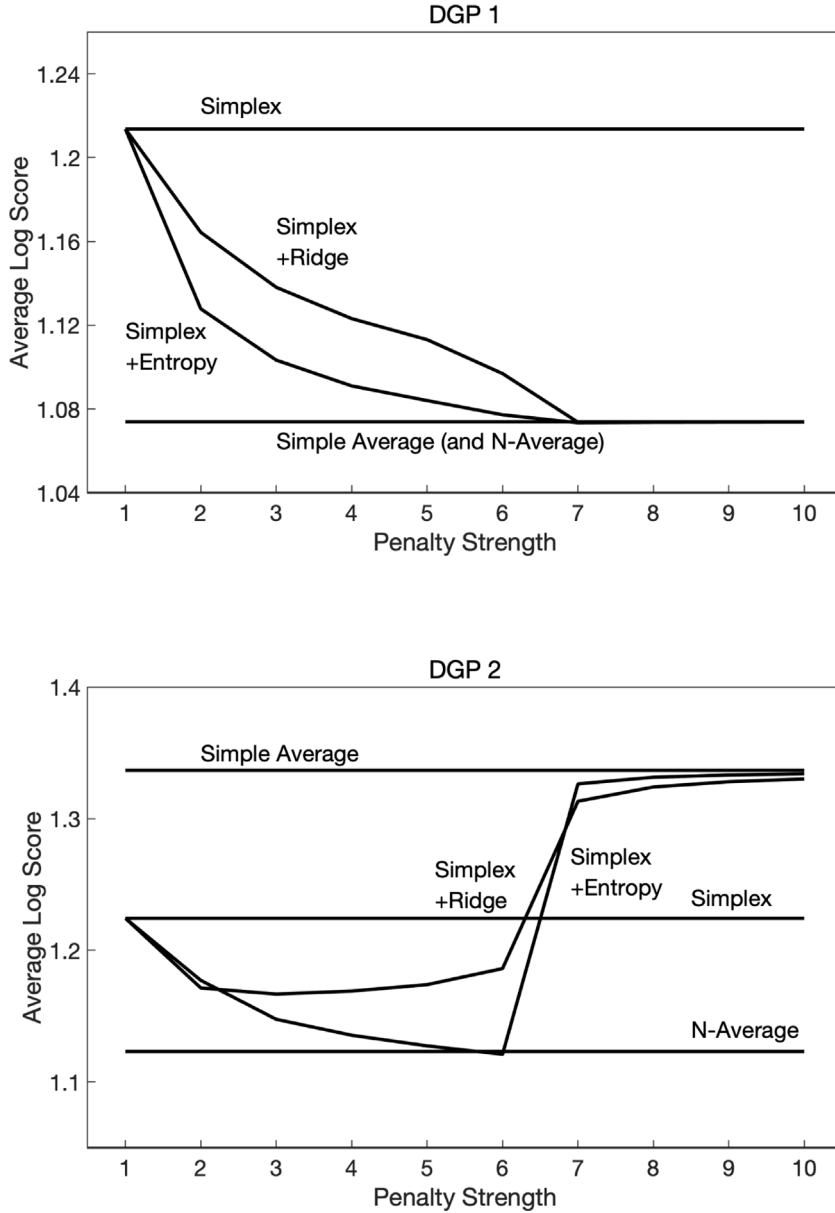 DGP 1
Average Log Score
1.24
1.2
1.16
1.12
1.08
1.04
Simplex
Simplex
+Ridge
Simplex
+Entropy
Simple Average (and N-Average)
1 2 3 4 5 6 7 8 9 10
Penalty Strength
DGP 2
Average Log Score
1.4
1.3
1.2
1.1
Simple Average
Simplex
+Ridge
Simplex
+Entropy
Simplex
N-Average
1 2 3 4 5 6 7 8 9 10
Penalty Strength